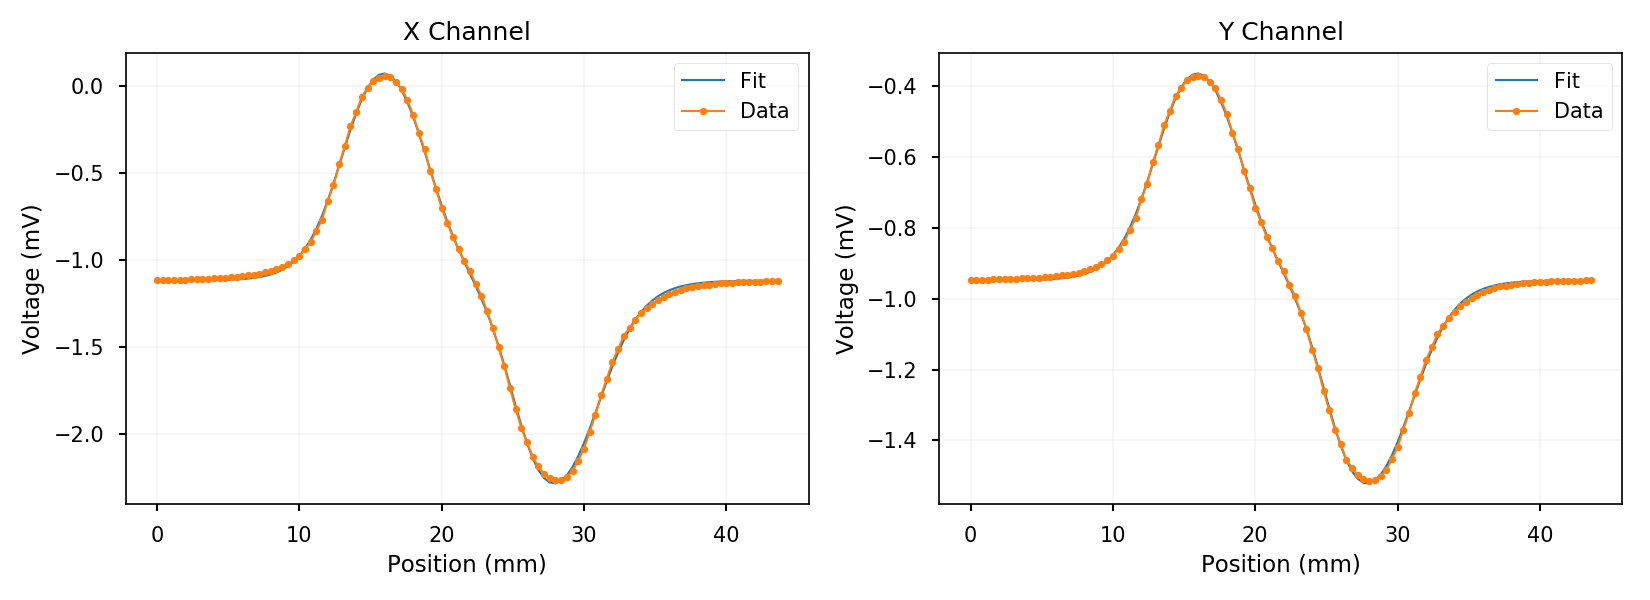 X Channel
Fit
Data
0.0
−0.5
−1.0
−1.5
−2.0
Voltage (mV)
0
10
20
30
40
Position (mm)
Y Channel
Fit
Data
−0.4
−0.6
−0.8
−1.0
−1.2
−1.4
Voltage (mV)
0
10
20
30
40
Position (mm)